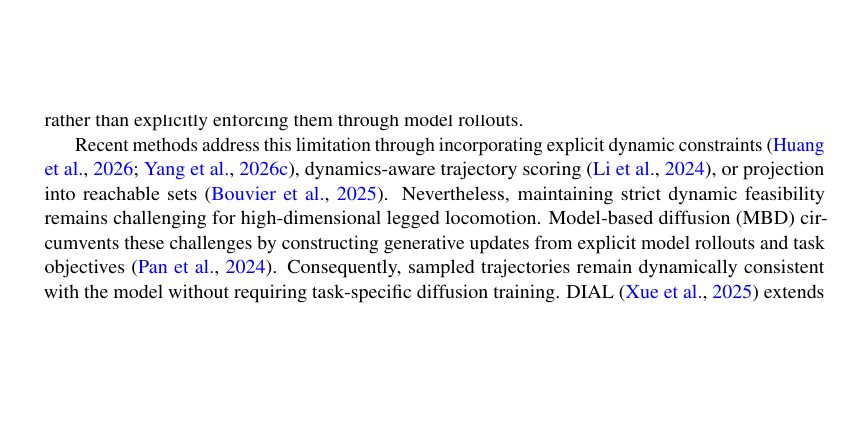 rather than explicitly enforcing them through model rollouts.
Recent methods address this limitation through incorporating explicit dynamic constraints (Huang
et al., 2026; Yang et al., 2026c), dynamics-aware trajectory scoring (Li et al., 2024), or projection
into reachable sets (Bouvier et al., 2025). Nevertheless, maintaining strict dynamic feasibility
remains challenging for high-dimensional legged locomotion. Model-based diffusion (MBD) cir-
cumvents these challenges by constructing generative updates from explicit model rollouts and task
objectives (Pan et al., 2024). Consequently, sampled trajectories remain dynamically consistent
with the model without requiring task-specific diffusion training. DIAL (Xue et al., 2025) extends